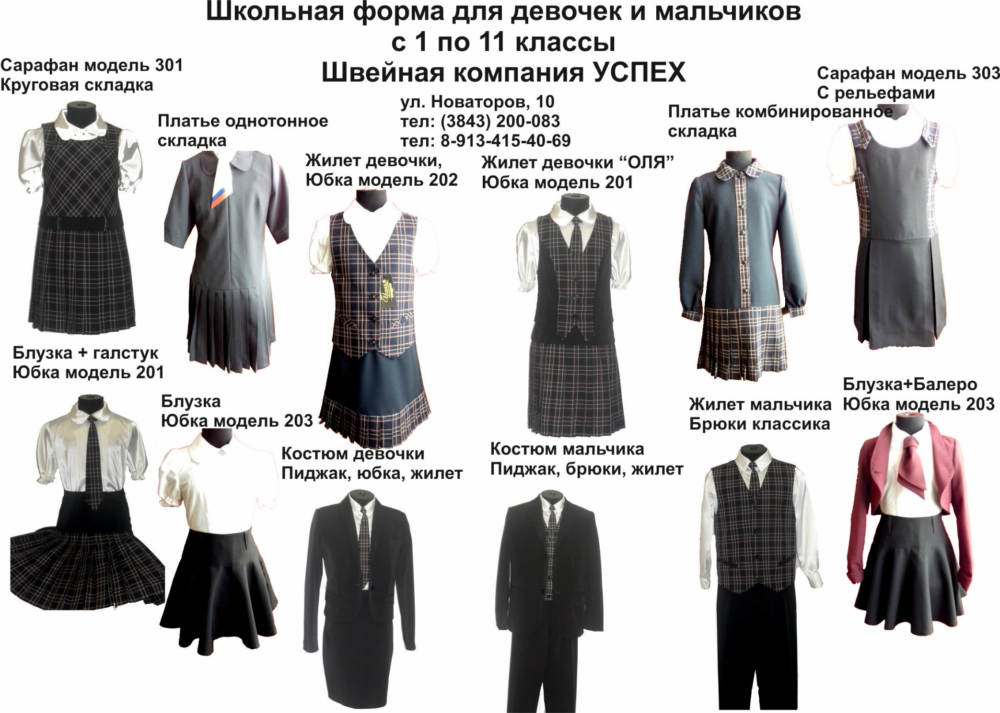 Школьная форма для девочек и мальчиков
с 1 по 11 классы
Швейная компания УСПЕХ
ул. Новаторов, 10
тел: (3843) 200-083
тел: 8-913-415-40-69
Сарафан модель 301
Круговая складка
Платье однотонное
складка
Жилет девочки,
Юбка модель 202
Жилет девочки “ОЛЯ”
Юбка модель 201
Платье комбинированное
складка
Сарафан модель 303
С рельефами
Успех
Блузка + галстук
Юбка модель 201
Блузка
Юбка модель 203
Костюм девочки
Пиджак, юбка, жилет
Костюм мальчика
Пиджак, брюки, жилет
Жилет мальчика
Брюки классика
Блузка+Балеро
Юбка модель 203